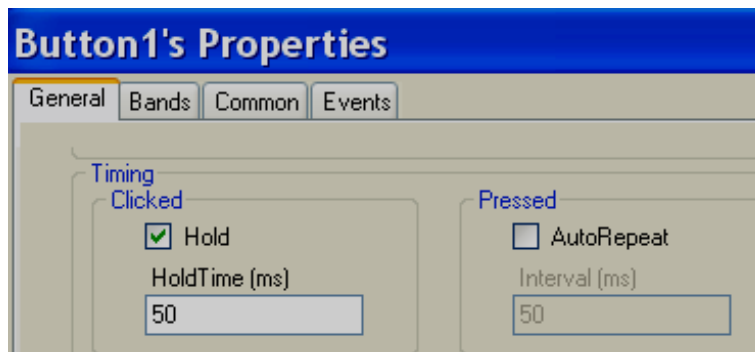 Button1's Properties
General Bands Common Events
Timing
Clicked Pressed
Hold AutoRepeat
HoldTime (ms) Interval (ms)
50 50